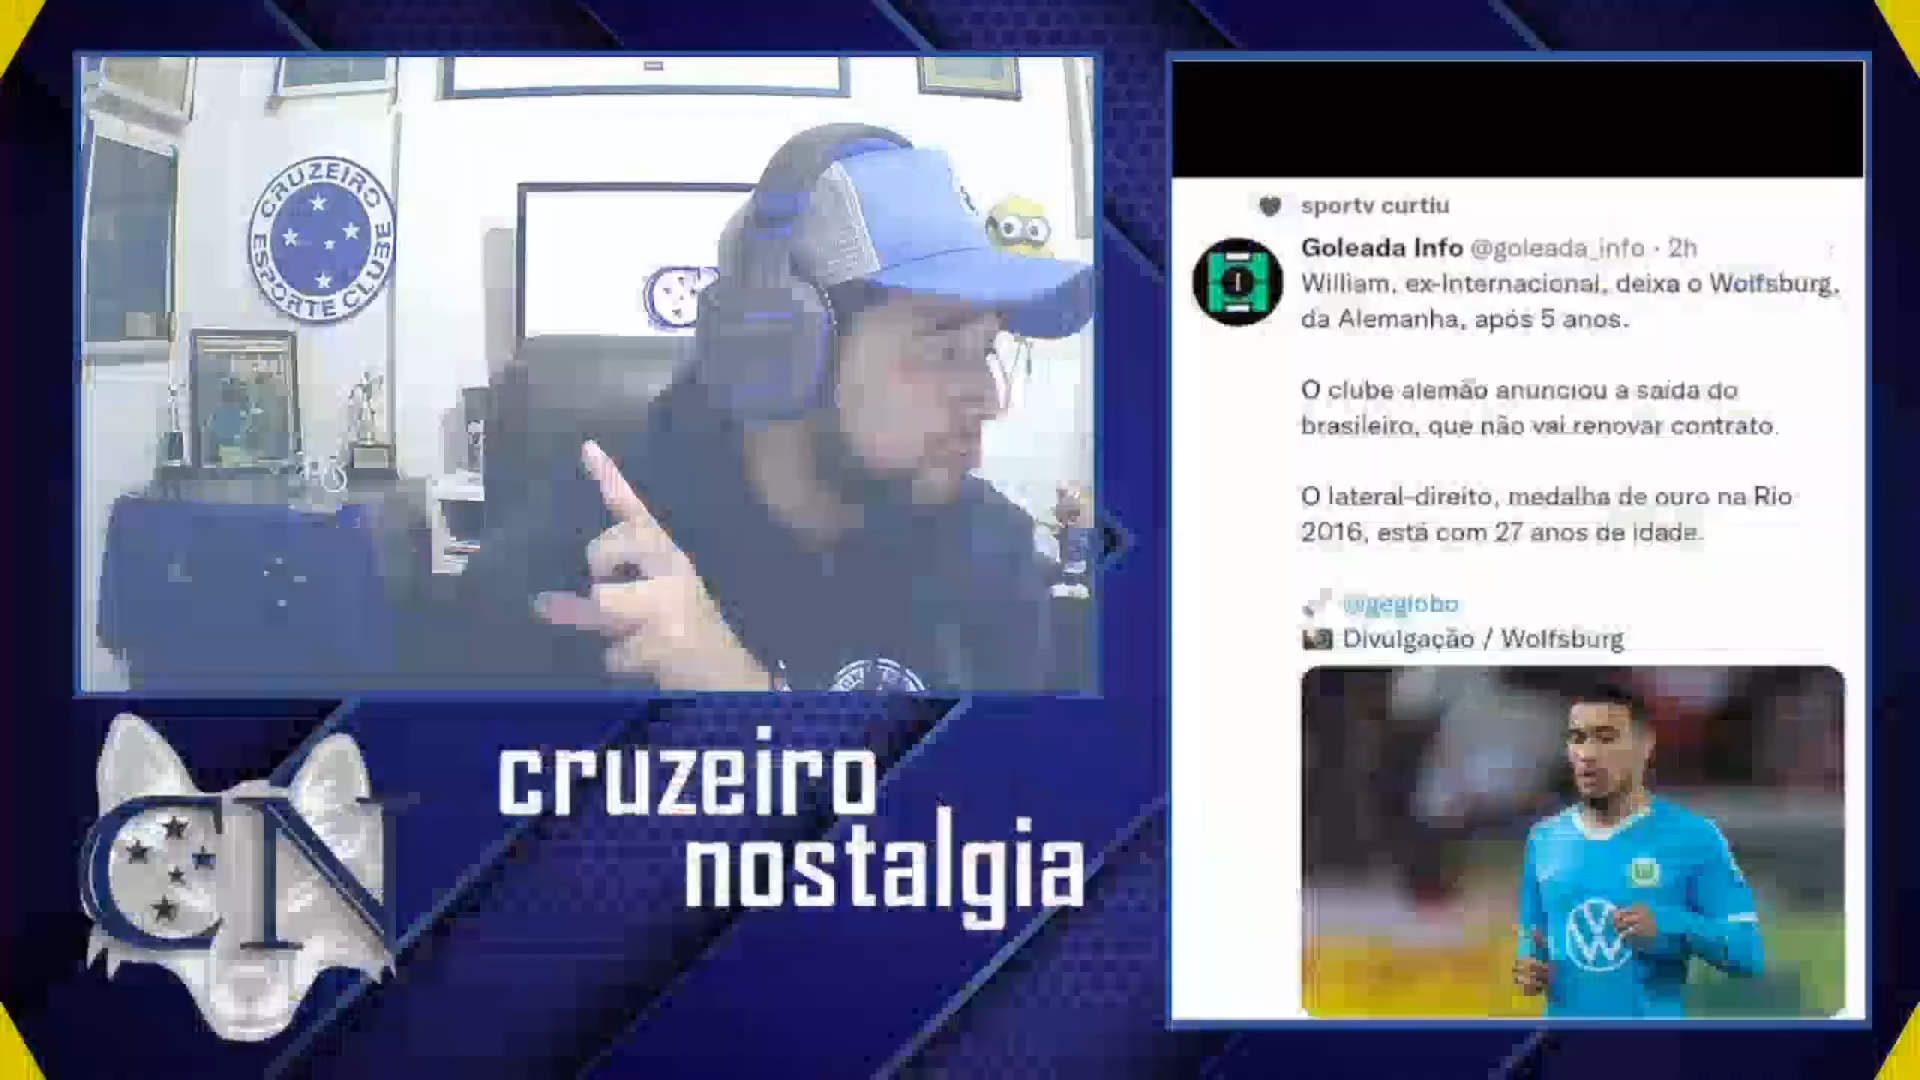 CRUZEIRO
ESPORTE CLUBE
sportv curtiu
Goleada Info @goleada_info · 2h
William, ex-Internacional, deixa o Wolfsburg,
da Alemanha, após 5 anos.
O clube alemão anunciou a saída do
brasileiro, que não vai renovar contrato.
O lateral-direito, medalha de ouro na Rio
2016, está com 27 anos de idade.
@geglobo
Divulgação / Wolfsburg
CN
cruzeiro
nostalgia